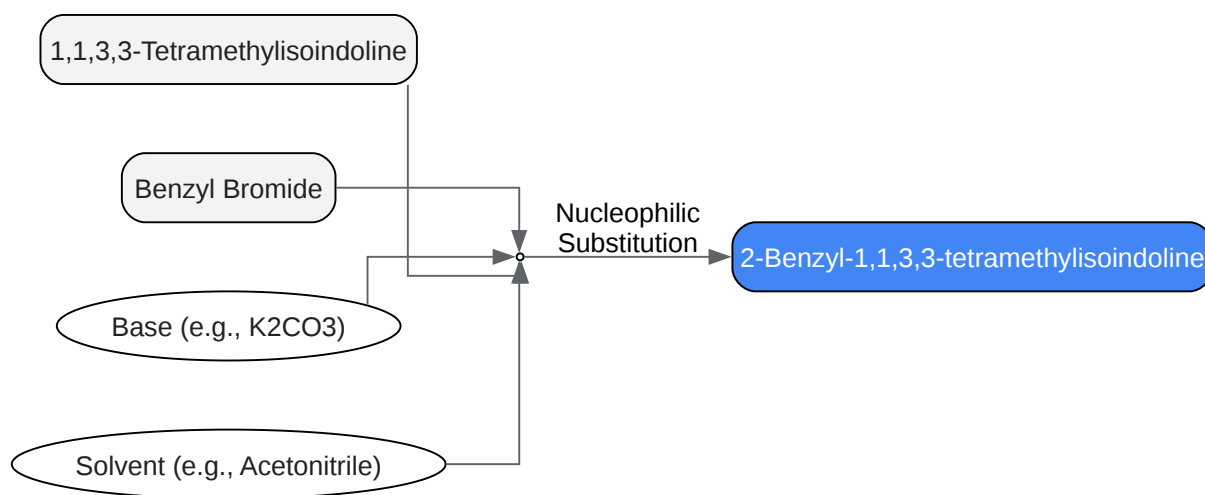 1,1,3,3-Tetramethylisoindoline
Benzyl Bromide
Nucleophilic
Substitution
2-Benzyl-1,1,3,3-tetramethylisoindoline
Base (e.g., K2CO3)
Solvent (e.g., Acetonitrile)